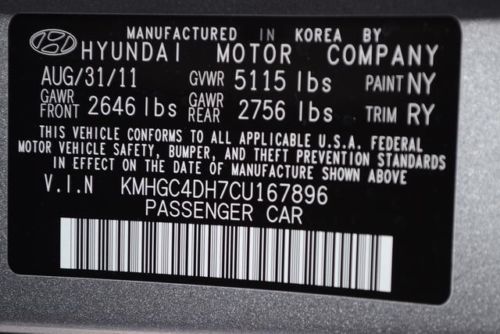 MANUFACTURED IN KOREA BY
HYUNDAI MOTOR COMPANY
AUG/31/11 GVWR 5115 lbs PAINT NY
GAWR FRONT 2646 lbs GAWR REAR 2756 lbs TRIM RY
THIS VEHICLE CONFORMS TO ALL APPLICABLE U.S.A. FEDERAL
MOTOR VEHICLE SAFETY, BUMPER, AND THEFT PREVENTION STANDARDS
IN EFFECT ON THE DATE OF MANUFACTURE SHOWN ABOVE.
V.I.N KMHGC4DH7CU167896
PASSENGER CAR